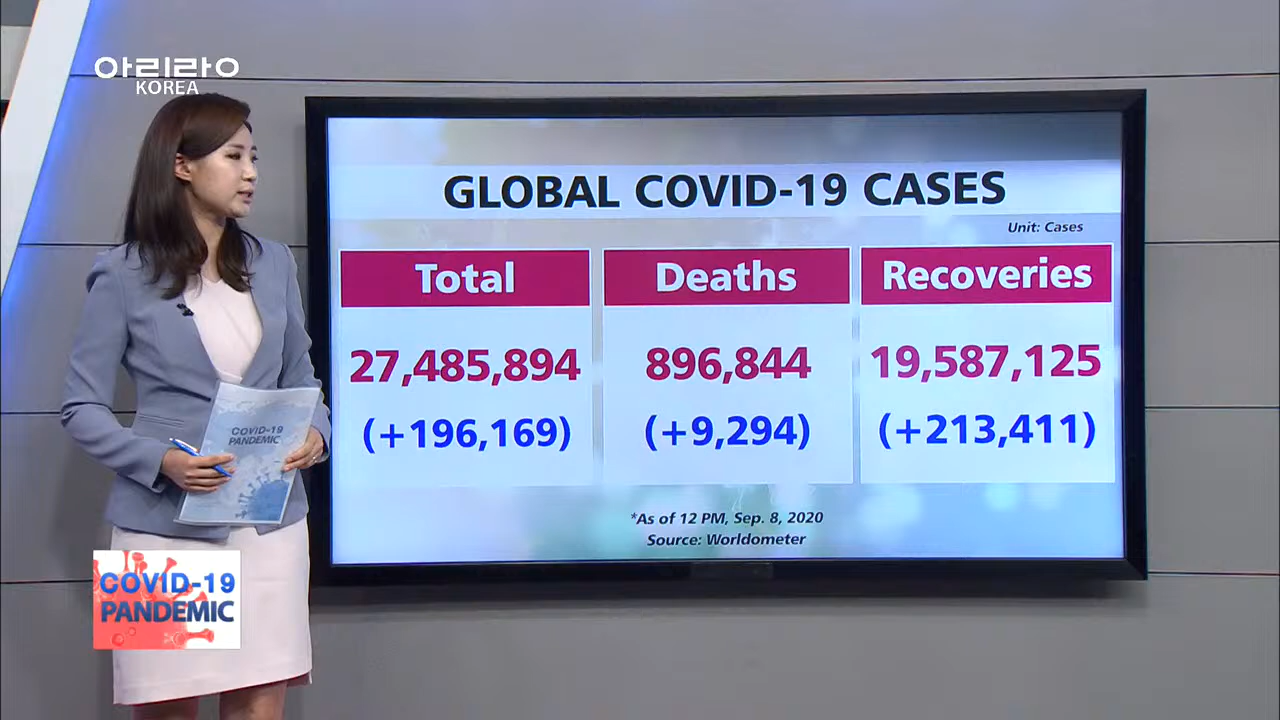 아리라о
KOREA
GLOBAL COVID-19 CASES
Unit: Cases
Total
Deaths
Recoveries
27,485,894
896,844
19,587,125
(+196,169)
(+9,294)
(+213,411)
*As of 12 PM, Sep. 8, 2020
Source: Worldometer
COVID-19
PANDEMIC
COVID-19
PANDEMIC